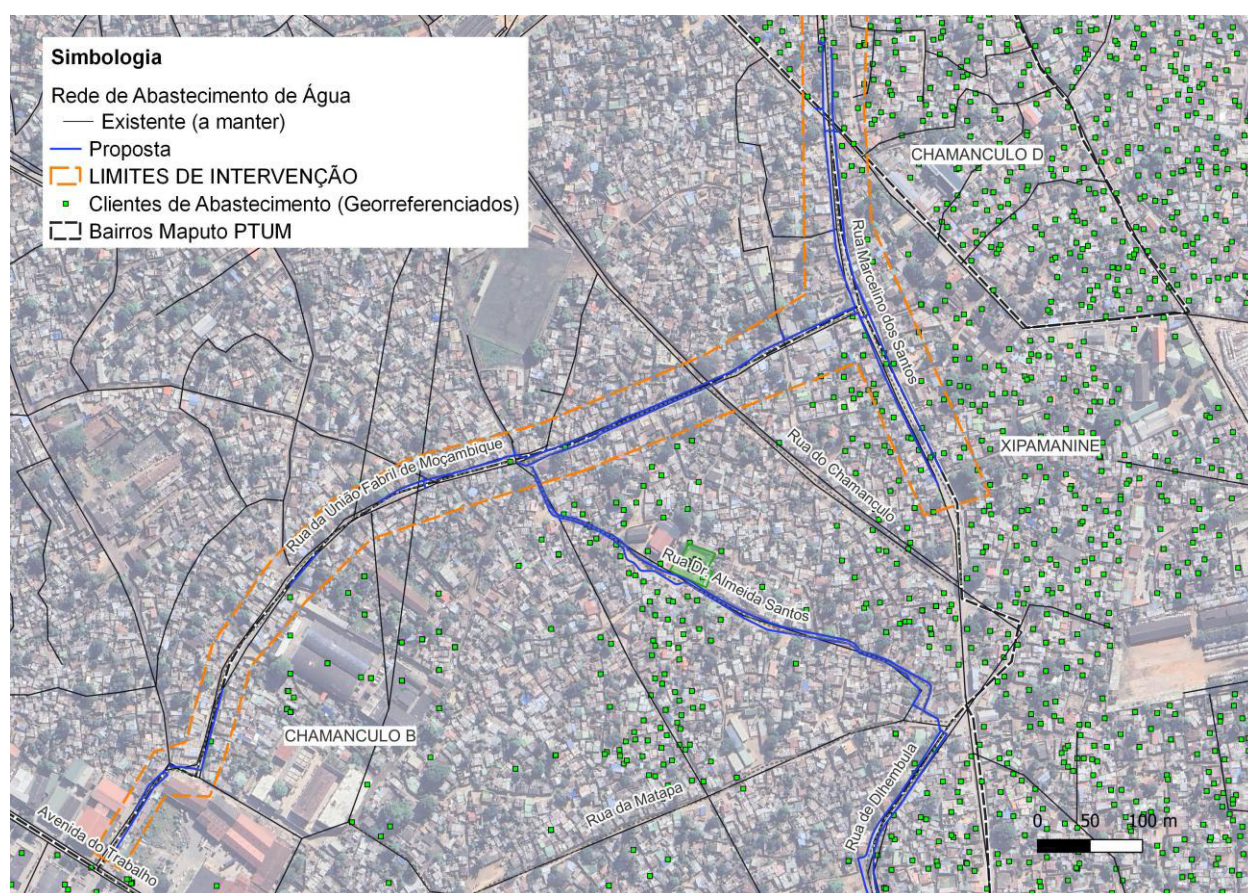 Simbologia
Rede de Abastecimento de Água
Existente (a manter)
Proposta
LIMITES DE INTERVENÇÃO
Clientes de Abastecimento (Georreferenciados)
Bairros Maputo PTUM
CHAMANCULO D
Rua Marcelino dos Santos
Rua da União Fabril de Moçambique
Rua do Chamanculo
XIPAMANINE
Rua Dr. Almeida Santos
CHAMANCULO B
Rua da Matapa
Rua de Dlhembula
Avenida do Trabalho
0 50 100 m